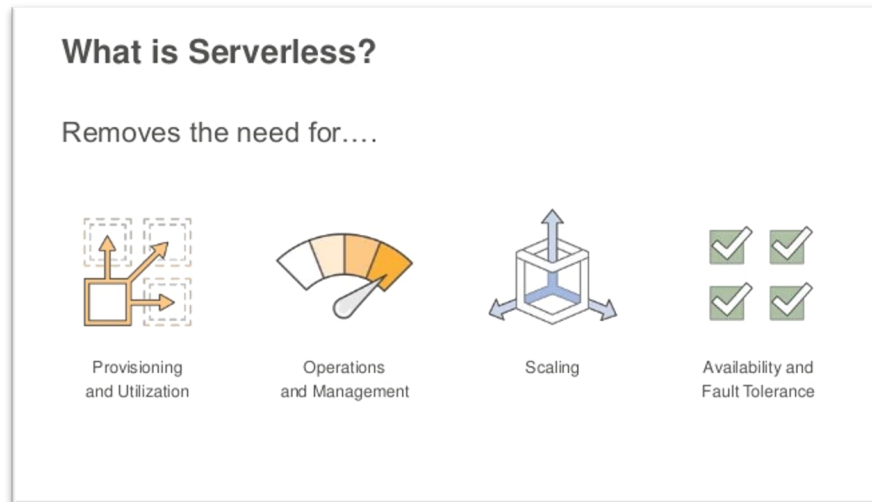 What is Serverless?
Removes the need for....
Provisioning
and Utilization
Operations
and Management
Scaling
Availability and
Fault Tolerance